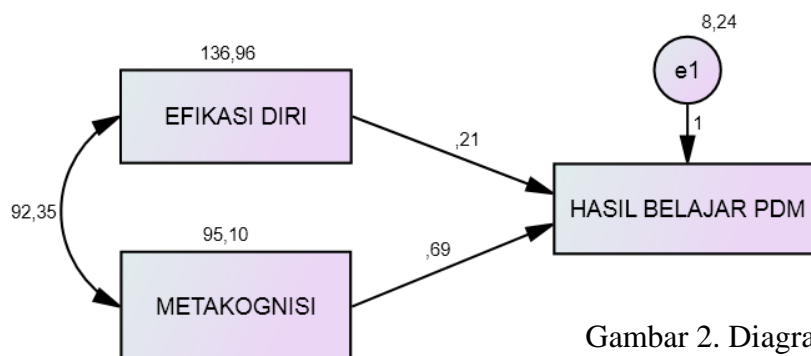 8,24
136,96
e1
EFIKASI DIRI
,21
1
92,35
HASIL BELAJAR PDM
95,10
,69
METAKOGNISI
Gambar 2. Diagra